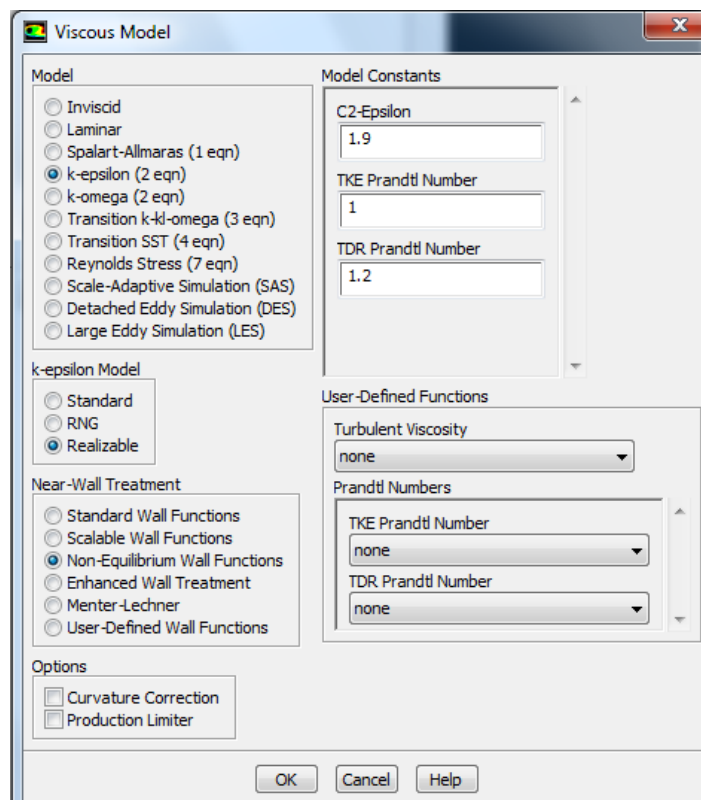 Viscous Model
Model
Inviscid
Laminar
Spalart-Allmaras (1 eqn)
k-epsilon (2 eqn)
k-omega (2 eqn)
Transition k-kl-omega (3 eqn)
Transition SST (4 eqn)
Reynolds Stress (7 eqn)
Scale-Adaptive Simulation (SAS)
Detached Eddy Simulation (DES)
Large Eddy Simulation (LES)
k-epsilon Model
Standard
RNG
Realizable
Near-Wall Treatment
Standard Wall Functions
Scalable Wall Functions
Non-Equilibrium Wall Functions
Enhanced Wall Treatment
Menter-Lechner
User-Defined Wall Functions
Options
Curvature Correction
Production Limiter
Model Constants
C2-Epsilon
1.9
TKE Prandtl Number
1
TDR Prandtl Number
1.2
User-Defined Functions
Turbulent Viscosity
none
Prandtl Numbers
TKE Prandtl Number
none
TDR Prandtl Number
none
OK Cancel Help